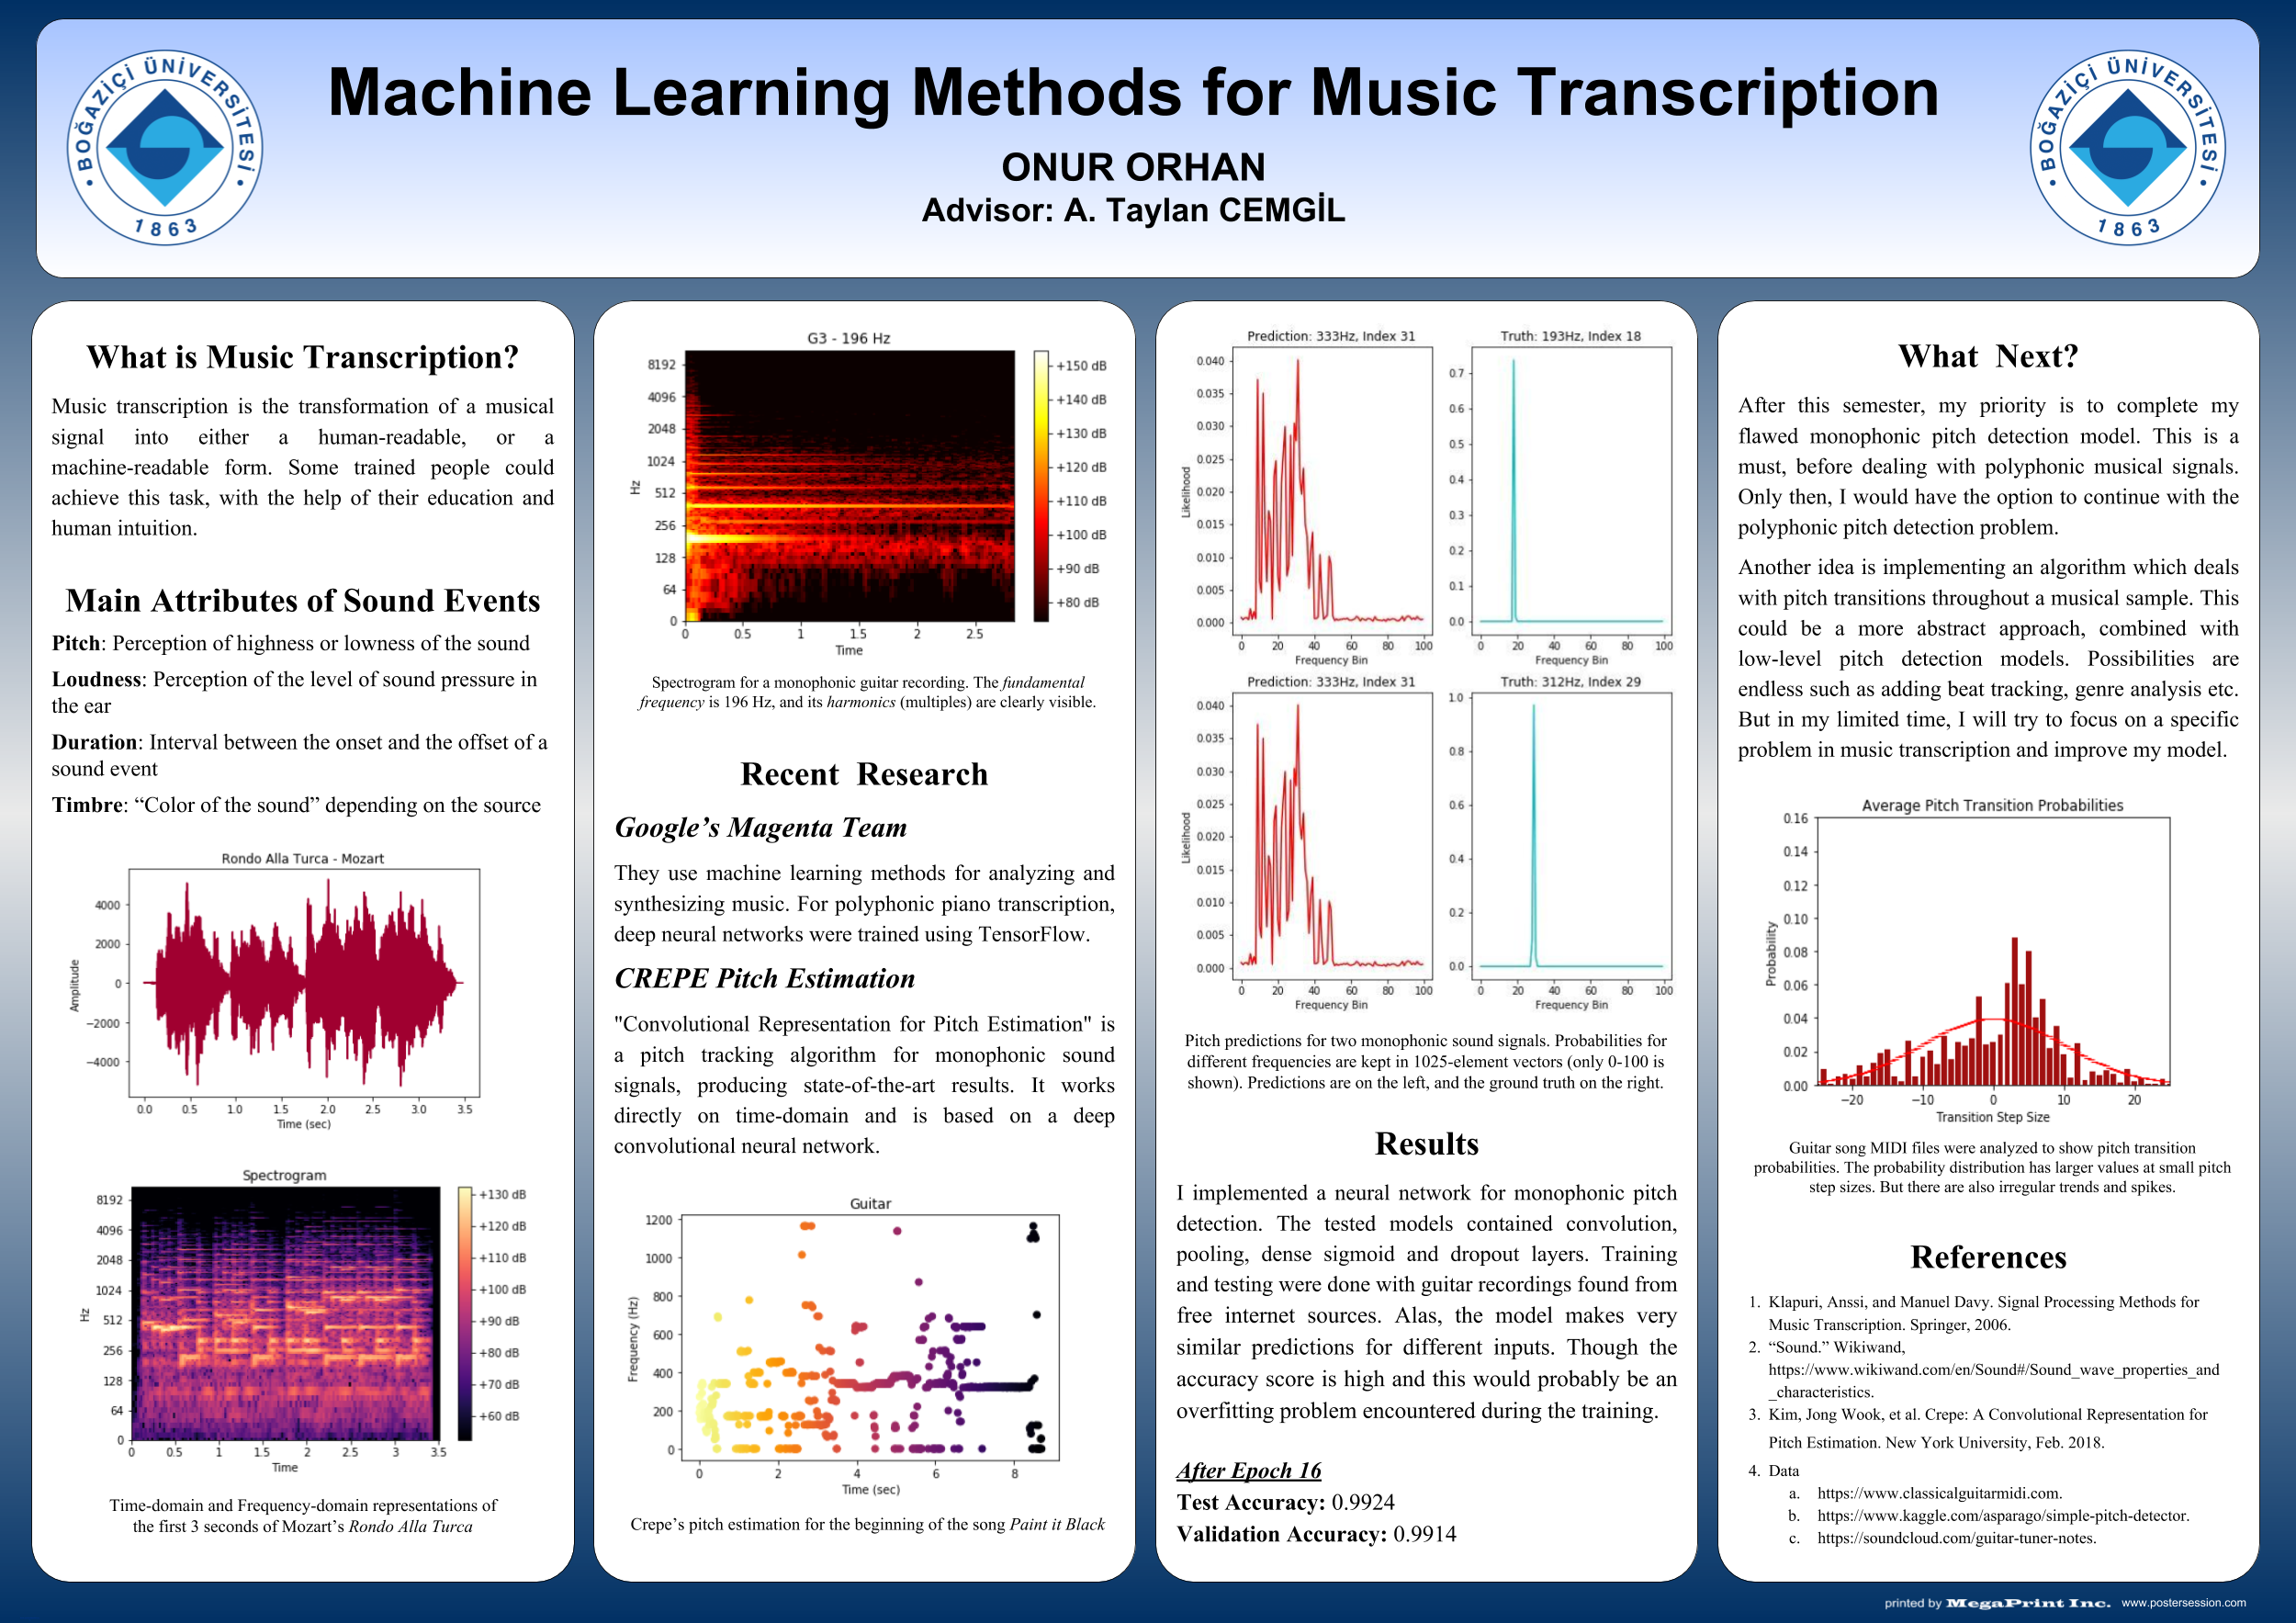 BOĞAZİÇİ ÜNİVERSİTESİ
1863
Machine Learning Methods for Music Transcription
ONUR ORHAN
Advisor: A. Taylan CEMGİL
BOĞAZİÇİ ÜNİVERSİTESİ
1863
What is Music Transcription?
Music transcription is the transformation of a musical
signal into either a human-readable, or a
machine-readable form. Some trained people could
achieve this task, with the help of their education and
human intuition.
Main Attributes of Sound Events
Pitch: Perception of highness or lowness of the sound
Loudness: Perception of the level of sound pressure in
the ear
Duration: Interval between the onset and the offset of a
sound event
Timbre: “Color of the sound” depending on the source
Rondo Alla Turca - Mozart
Amplitude
4000
2000
0
−2000
−4000
0.0 0.5 1.0 1.5 2.0 2.5 3.0 3.5
Time (sec)
Spectrogram
Hz
8192
4096
2048
1024
512
256
128
64
0
0 0.5 1 1.5 2 2.5 3 3.5
Time
+130 dB
+120 dB
+110 dB
+100 dB
+90 dB
+80 dB
+70 dB
+60 dB
Time-domain and Frequency-domain representations of
the first 3 seconds of Mozart’s Rondo Alla Turca
G3 - 196 Hz
Hz
8192
4096
2048
1024
512
256
128
64
0
0 0.5 1 1.5 2 2.5
Time
+150 dB
+140 dB
+130 dB
+120 dB
+110 dB
+100 dB
+90 dB
+80 dB
Spectrogram for a monophonic guitar recording. The fundamental
frequency is 196 Hz, and its harmonics (multiples) are clearly visible.
Recent Research
Google’s Magenta Team
They use machine learning methods for analyzing and
synthesizing music. For polyphonic piano transcription,
deep neural networks were trained using TensorFlow.
CREPE Pitch Estimation
"Convolutional Representation for Pitch Estimation" is
a pitch tracking algorithm for monophonic sound
signals, producing state-of-the-art results. It works
directly on time-domain and is based on a deep
convolutional neural network.
Guitar
Frequency (Hz)
1200
1000
800
600
400
200
0
0 2 4 6 8
Time (sec)
Crepe’s pitch estimation for the beginning of the song Paint it Black
Prediction: 333Hz, Index 31
Likelihood
0.040
0.035
0.030
0.025
0.020
0.015
0.010
0.005
0.000
0 20 40 60 80 100
Frequency Bin
Truth: 193Hz, Index 18
0.7
0.6
0.5
0.4
0.3
0.2
0.1
0.0
0 20 40 60 80 100
Frequency Bin
Prediction: 333Hz, Index 31
Likelihood
0.040
0.035
0.030
0.025
0.020
0.015
0.010
0.005
0.000
0 20 40 60 80 100
Frequency Bin
Truth: 312Hz, Index 29
1.0
0.8
0.6
0.4
0.2
0.0
0 20 40 60 80 100
Frequency Bin
Pitch predictions for two monophonic sound signals. Probabilities for
different frequencies are kept in 1025-element vectors (only 0-100 is
shown). Predictions are on the left, and the ground truth on the right.
Results
I implemented a neural network for monophonic pitch
detection. The tested models contained convolution,
pooling, dense sigmoid and dropout layers. Training
and testing were done with guitar recordings found from
free internet sources. Alas, the model makes very
similar predictions for different inputs. Though the
accuracy score is high and this would probably be an
overfitting problem encountered during the training.
After Epoch 16
Test Accuracy: 0.9924
Validation Accuracy: 0.9914
What Next?
After this semester, my priority is to complete my
flawed monophonic pitch detection model. This is a
must, before dealing with polyphonic musical signals.
Only then, I would have the option to continue with the
polyphonic pitch detection problem.
Another idea is implementing an algorithm which deals
with pitch transitions throughout a musical sample. This
could be a more abstract approach, combined with
low-level pitch detection models. Possibilities are
endless such as adding beat tracking, genre analysis etc.
But in my limited time, I will try to focus on a specific
problem in music transcription and improve my model.
Average Pitch Transition Probabilities
Probability
0.16
0.14
0.12
0.10
0.08
0.06
0.04
0.02
0.00
−20 −10 0 10 20
Transition Step Size
Guitar song MIDI files were analyzed to show pitch transition
probabilities. The probability distribution has larger values at small pitch
step sizes. But there are also irregular trends and spikes.
References
1. Klapuri, Anssi, and Manuel Davy. Signal Processing Methods for
Music Transcription. Springer, 2006.
2. “Sound.” Wikiwand,
https://www.wikiwand.com/en/Sound#/Sound_wave_properties_and
_characteristics.
3. Kim, Jong Wook, et al. Crepe: A Convolutional Representation for
Pitch Estimation. New York University, Feb. 2018.
4. Data
a. https://www.classicalguitarmidi.com.
b. https://www.kaggle.com/asparago/simple-pitch-detector.
c. https://soundcloud.com/guitar-tuner-notes.
printed by MegaPrint Inc. www.postersession.com